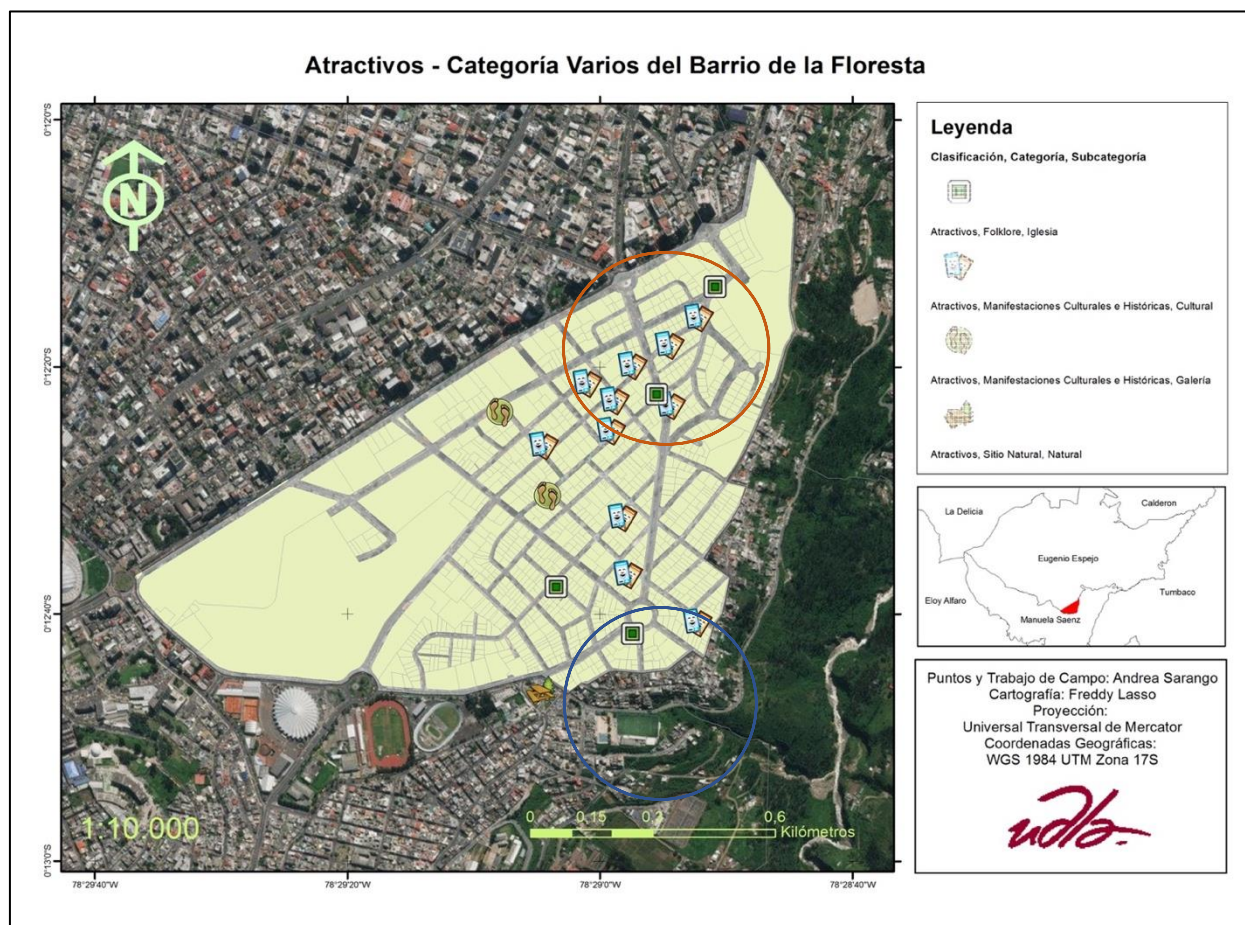 Atractivos - Categoría Varios del Barrio de la Floresta
0°12'0"S
0°12'20"S
0°12'40"S
0°13'0"S
N
1:10.000
0 0,15 0,3 0,6
Kilómetros
78°29'40"W 78°29'20"W 78°29'0"W 78°28'40"W
Leyenda
Clasificación, Categoría, Subcategoría
Atractivos, Folklore, Iglesia
Atractivos, Manifestaciones Culturales e Históricas, Cultural
Atractivos, Manifestaciones Culturales e Históricas, Galería
Atractivos, Sitio Natural, Natural
La Delicia
Calderon
Eugenio Espejo
Eloy Alfaro
Tumbaco
Manuela Saenz
Puntos y Trabajo de Campo: Andrea Sarango
Cartografía: Freddy Lasso
Proyección:
Universal Transversal de Mercator
Coordenadas Geográficas:
WGS 1984 UTM Zona 17S
udla